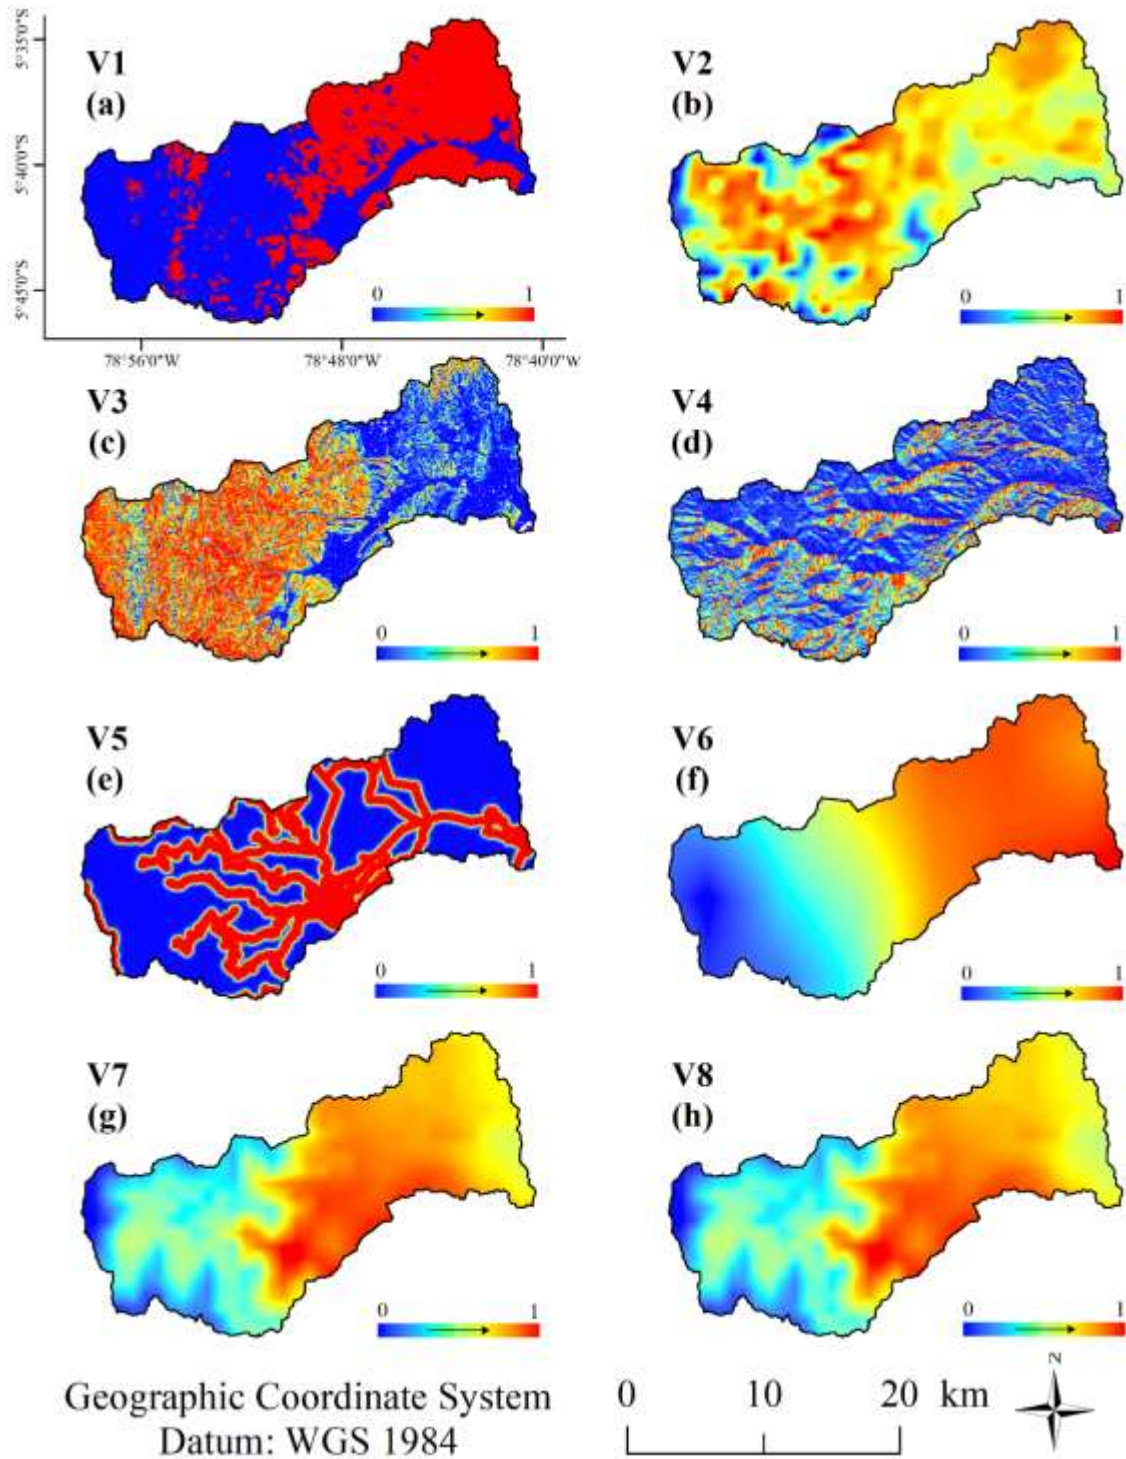 V1
(a)
5°35'0"S
5°40'0"S
5°45'0"S
0 1
78°56'0"W 78°48'0"W 78°40'0"W
V2
(b)
0 1
V3
(c)
0 1
V4
(d)
0 1
V5
(e)
0 1
V6
(f)
0 1
V7
(g)
0 1
V8
(h)
0 1
Geographic Coordinate System
Datum: WGS 1984
0 10 20 km
N